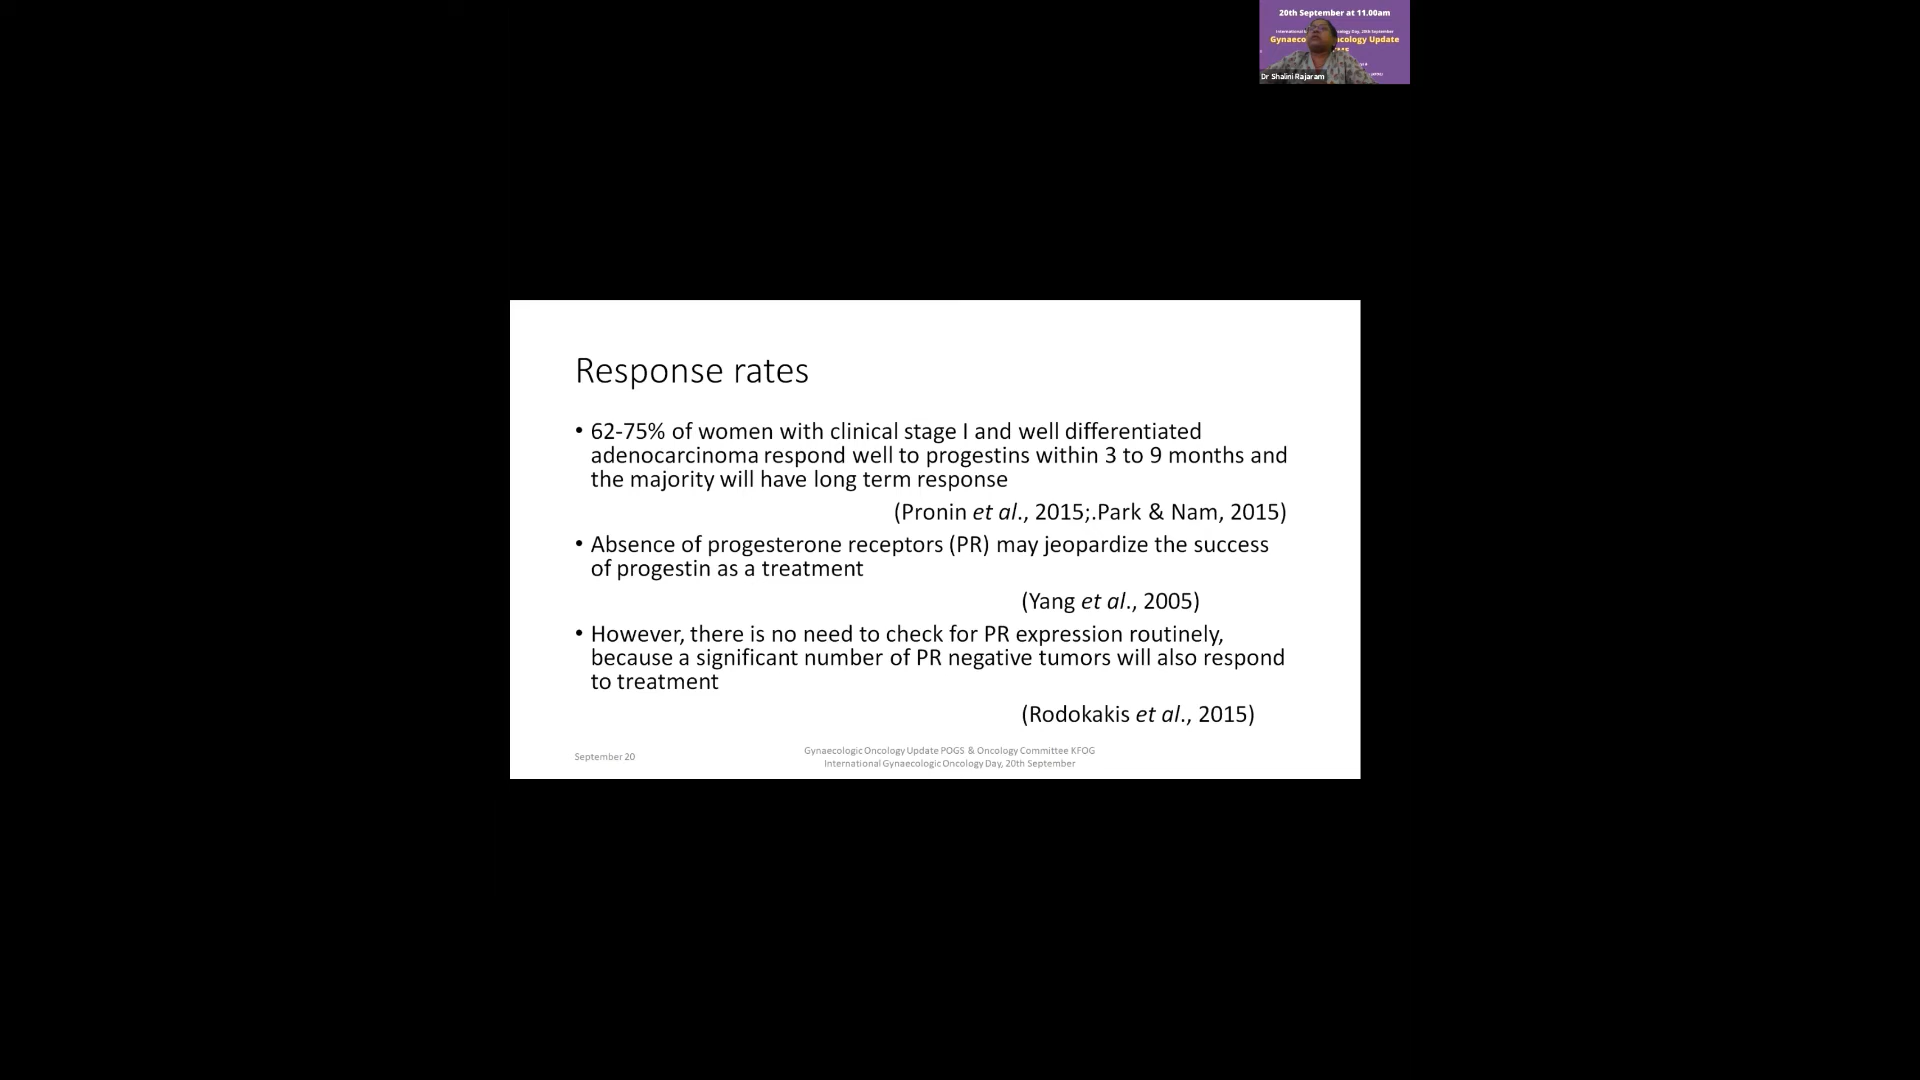 20th September at 11.00am
Gynaeco cology Update
Dr Shalini Rajaram
Response rates
• 62-75% of women with clinical stage I and well differentiated
adenocarcinoma respond well to progestins within 3 to 9 months and
the majority will have long term response
(Pronin et al., 2015;.Park & Nam, 2015)
• Absence of progesterone receptors (PR) may jeopardize the success
of progestin as a treatment
(Yang et al., 2005)
• However, there is no need to check for PR expression routinely,
because a significant number of PR negative tumors will also respond
to treatment
(Rodokakis et al., 2015)
September 20
Gynaecologic Oncology Update POGS & Oncology Committee KFOG
International Gynaecologic Oncology Day, 20th September